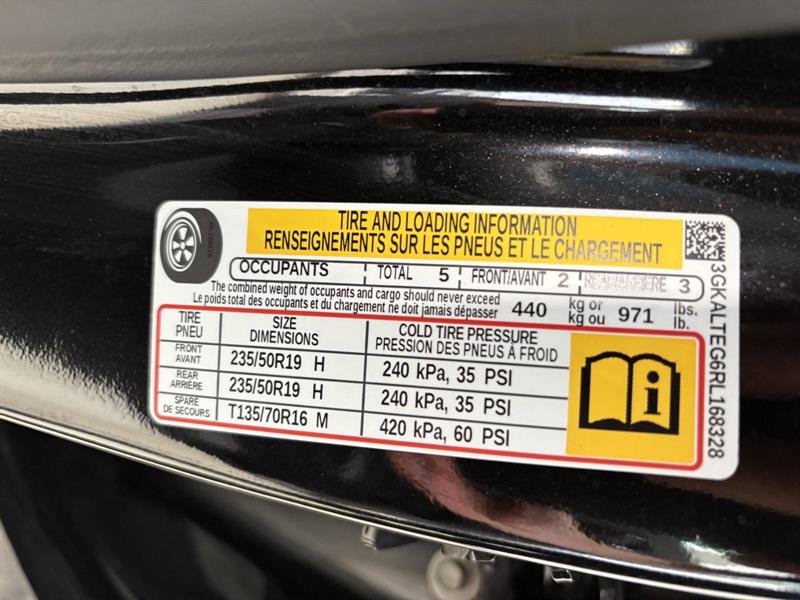 TIRE AND LOADING INFORMATION
RENSEIGNEMENTS SUR LES PNEUS ET LE CHARGEMENT
OCCUPANTS TOTAL 5 FRONT/AVANT 2 REAR/ARRIÈRE 3
The combined weight of occupants and cargo should never exceed 440 kg or 971 lbs.
Le poids total des occupants et du chargement ne doit jamais dépasser kg ou lb.
TIRE PNEU SIZE DIMENSIONS COLD TIRE PRESSURE PRESSION DES PNEUS À FROID
FRONT AVANT 235/50R19 H 240 kPa, 35 PSI
REAR ARRIÈRE 235/50R19 H 240 kPa, 35 PSI
SPARE DE SECOURS T135/70R16 M 420 kPa, 60 PSI
i
3GKALTEG6RL168328